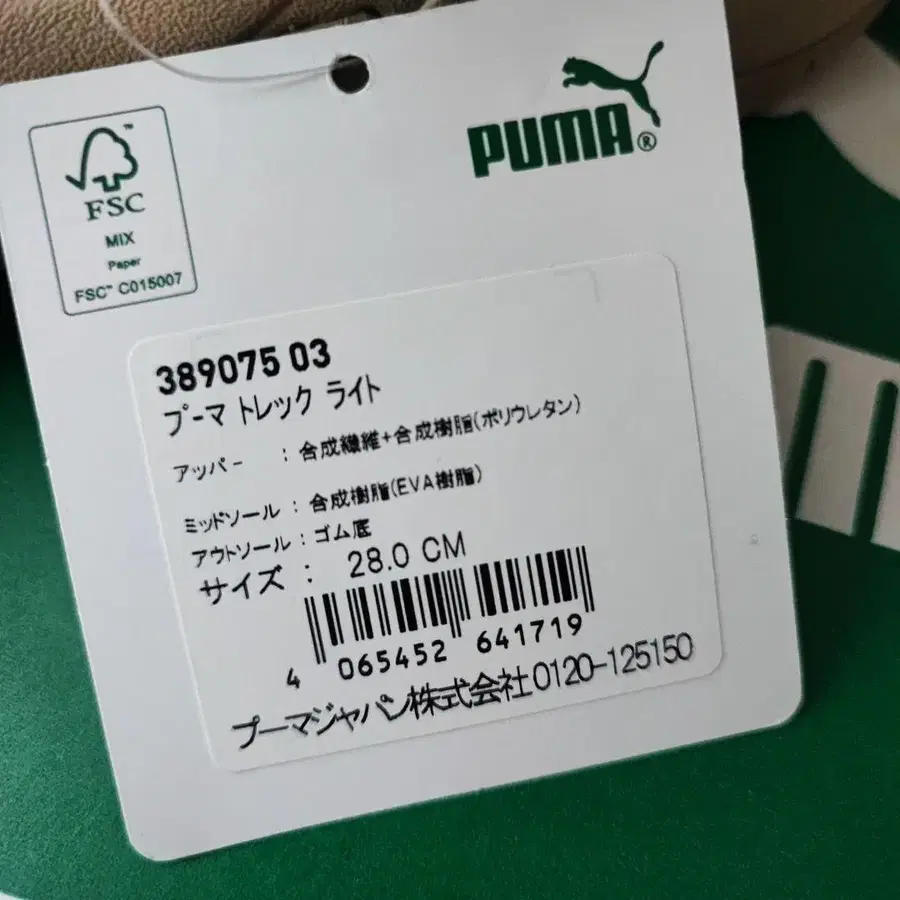 FSC
MIX
Paper
FSC™ C015007
PUMA®
389075 03
プーマ トレック ライト
アッパー : 合成繊維+合成樹脂(ポリウレタン)
ミッドソール : 合成樹脂(EVA樹脂)
アウトソール : ゴム底
サイズ : 28.0 CM
4 065452 641719
プーマジャパン株式会社0120-125150